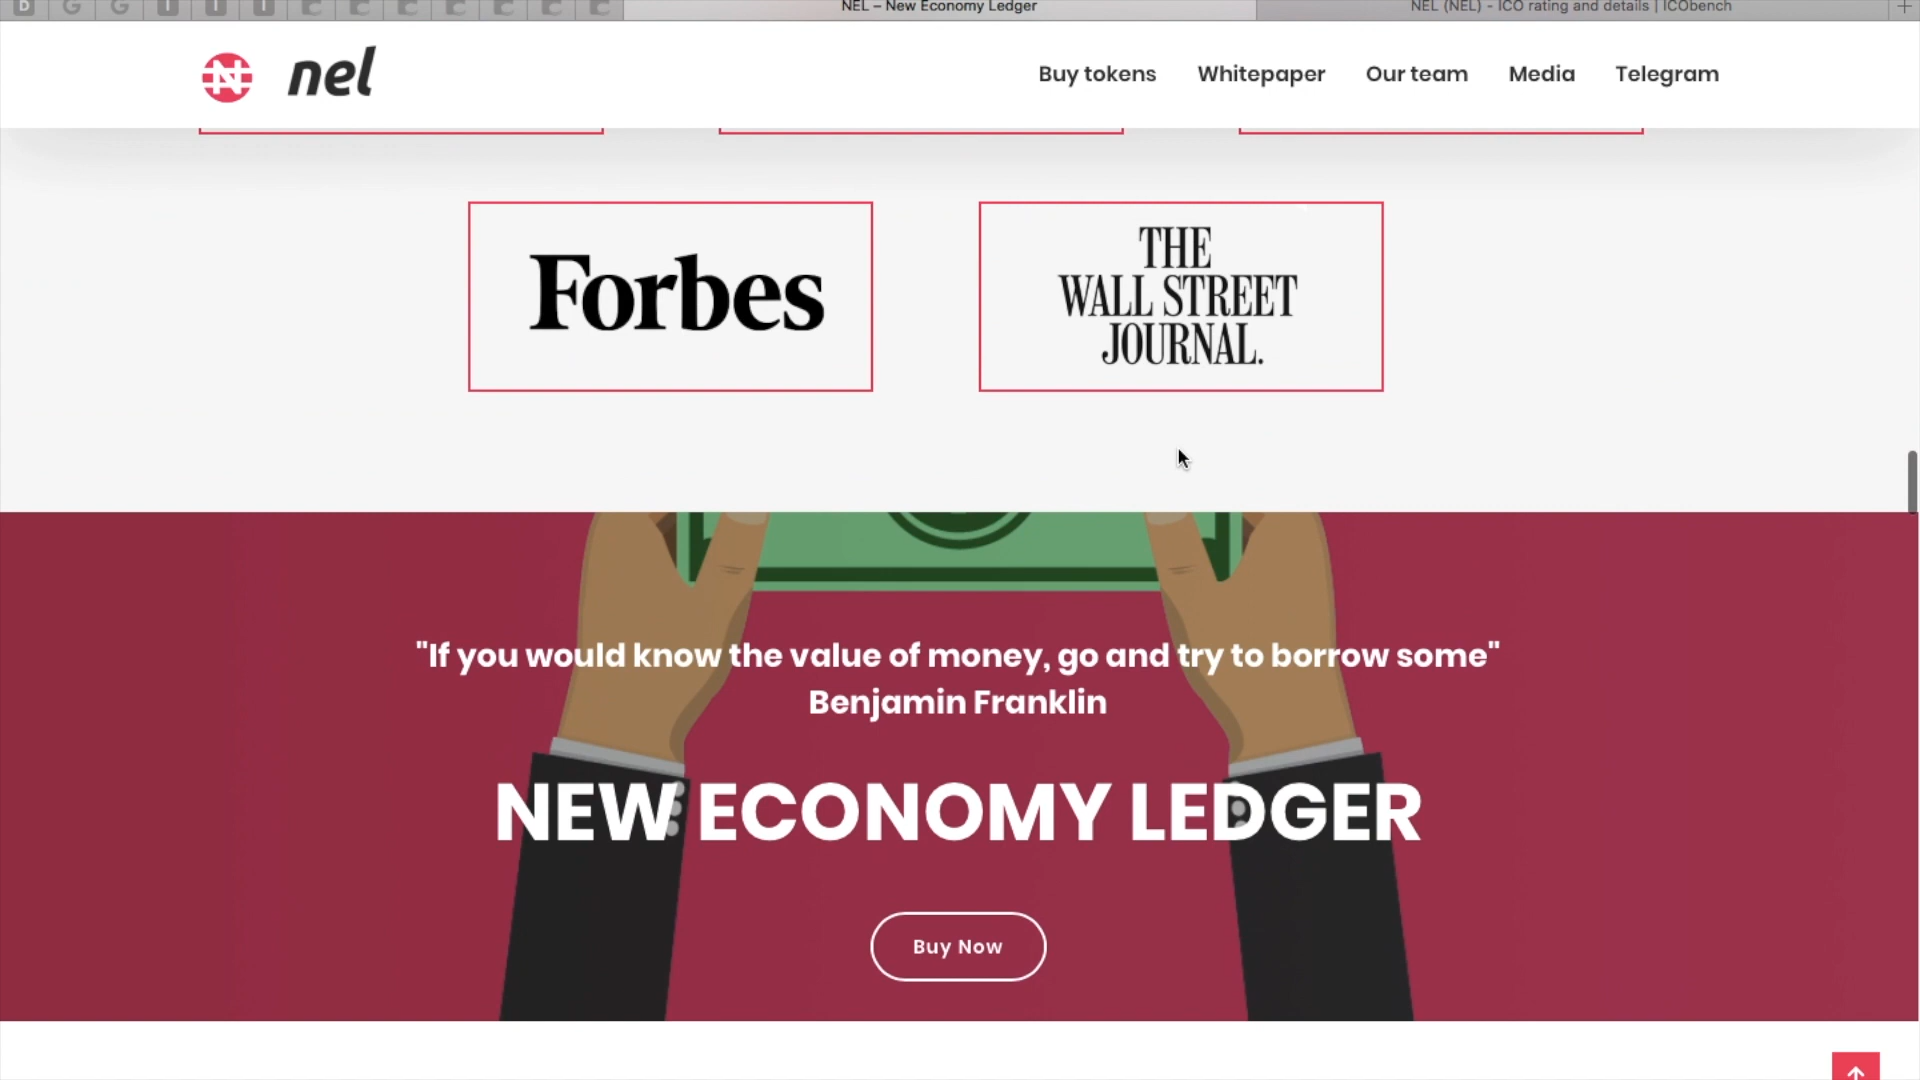 NEL – New Economy Ledger
NEL (NEL) - ICO rating and details | ICObench
nel
Buy tokens
Whitepaper
Our team
Media
Telegram
Forbes
THE
WALL STREET
JOURNAL.
"If you would know the value of money, go and try to borrow some"
Benjamin Franklin
NEW ECONOMY LEDGER
Buy Now